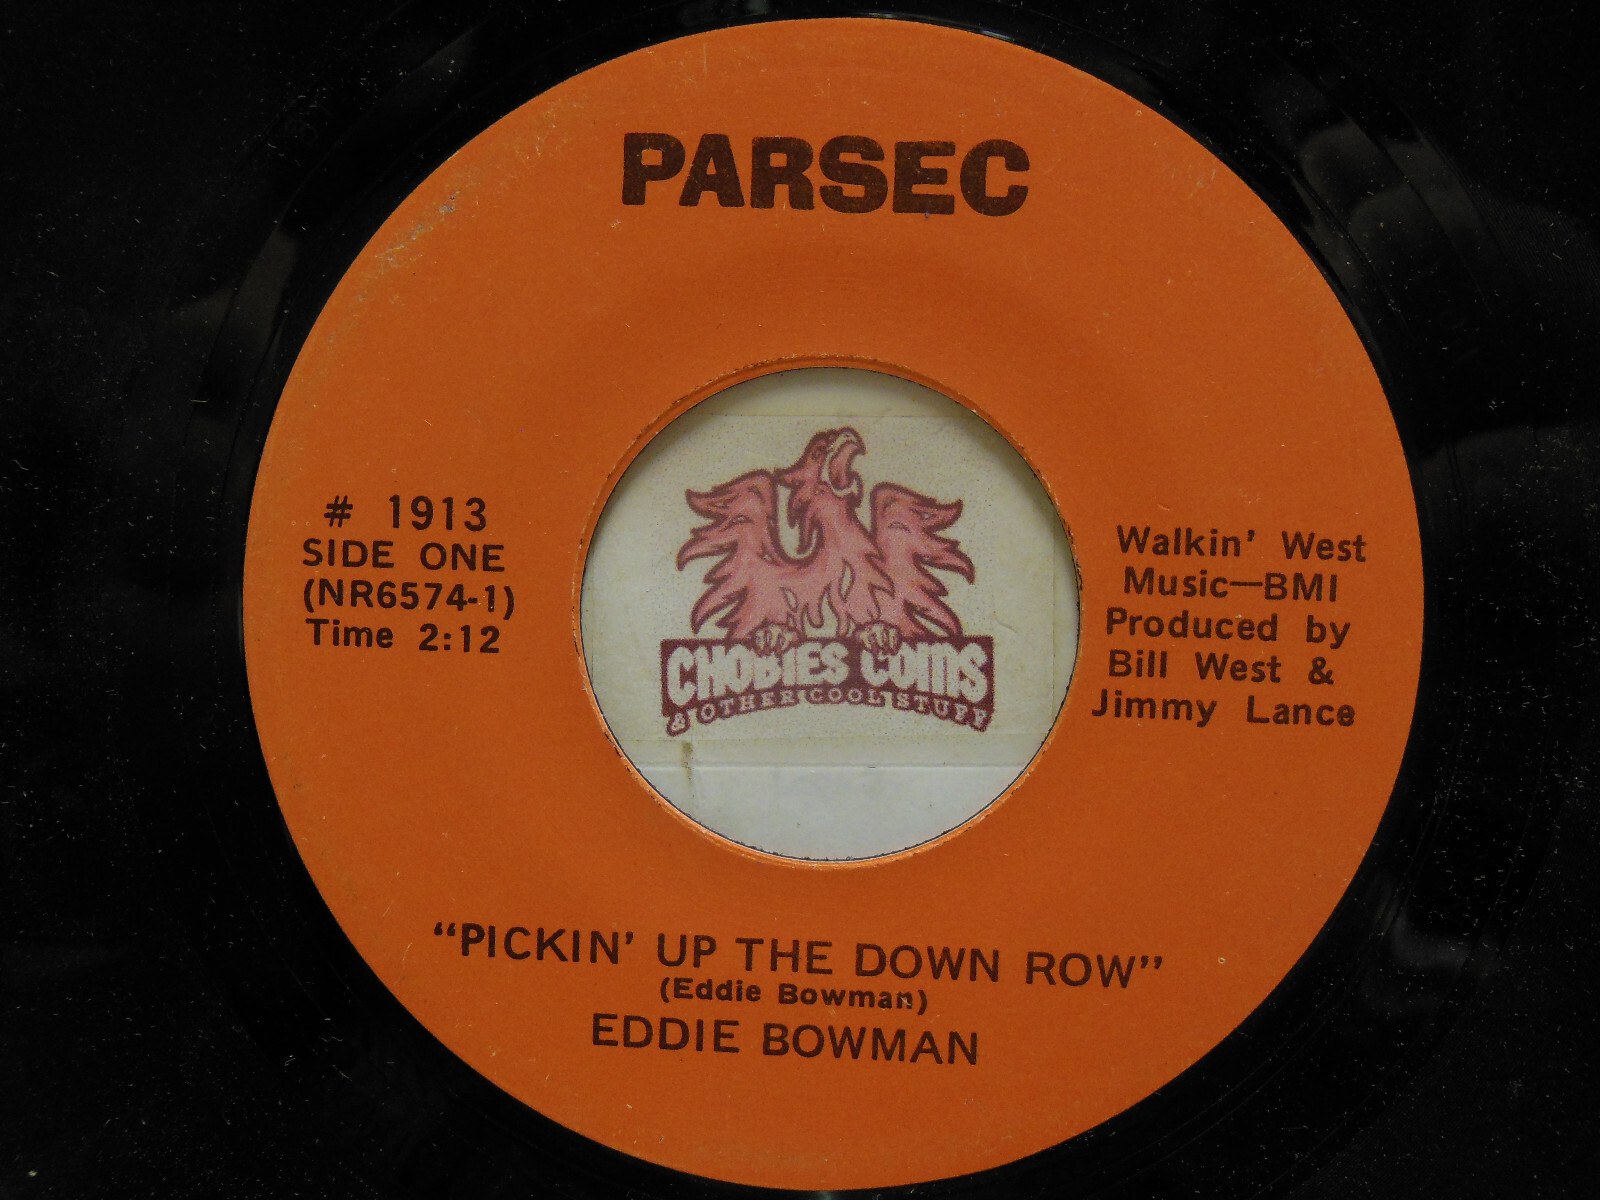 PARSEC
# 1913
SIDE ONE
(NR6574-1)
Time 2:12
Walkin' West
Music—BMI
Produced by
Bill West &
Jimmy Lance
CHOBIES COINS
& OTHER COOL STUFF
"PICKIN' UP THE DOWN ROW"
(Eddie Bowman)
EDDIE BOWMAN